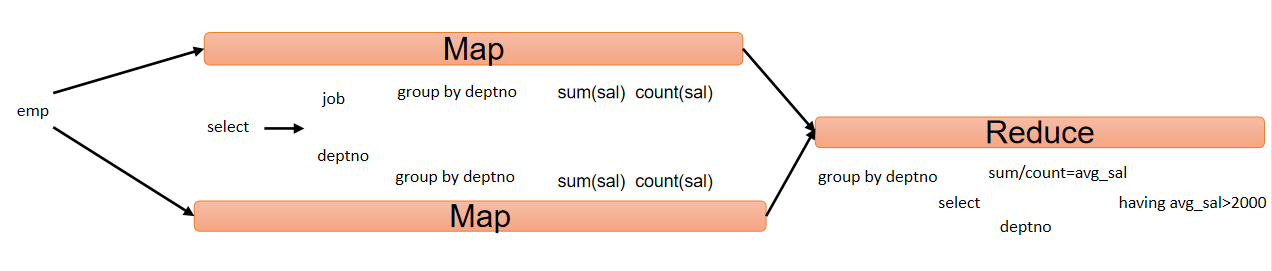 Map
emp
job
group by deptno
sum(sal) count(sal)
select
deptno
group by deptno
sum(sal) count(sal)
Map
Reduce
group by deptno
sum/count=avg_sal
select
having avg_sal>2000
deptno